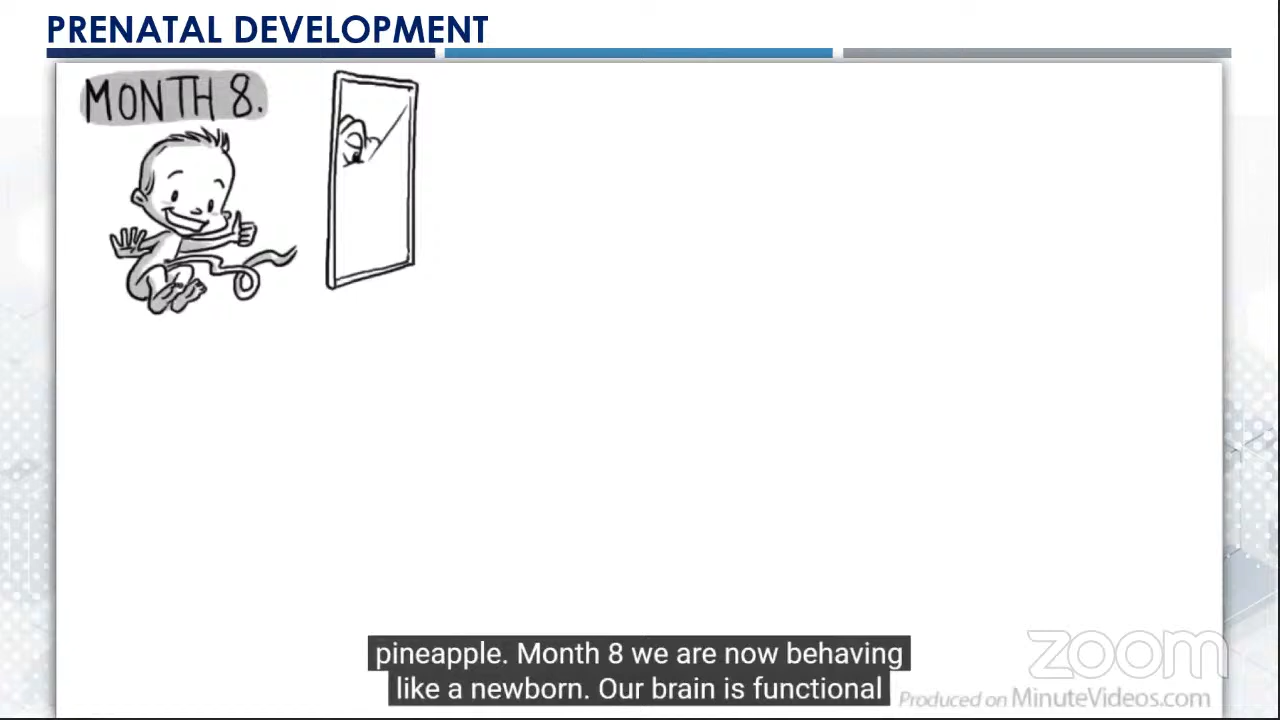 PRENATAL DEVELOPMENT
MONTH 8.
pineapple. Month 8 we are now behaving
like a newborn. Our brain is functional
zoom
Produced on MinuteVideos.com